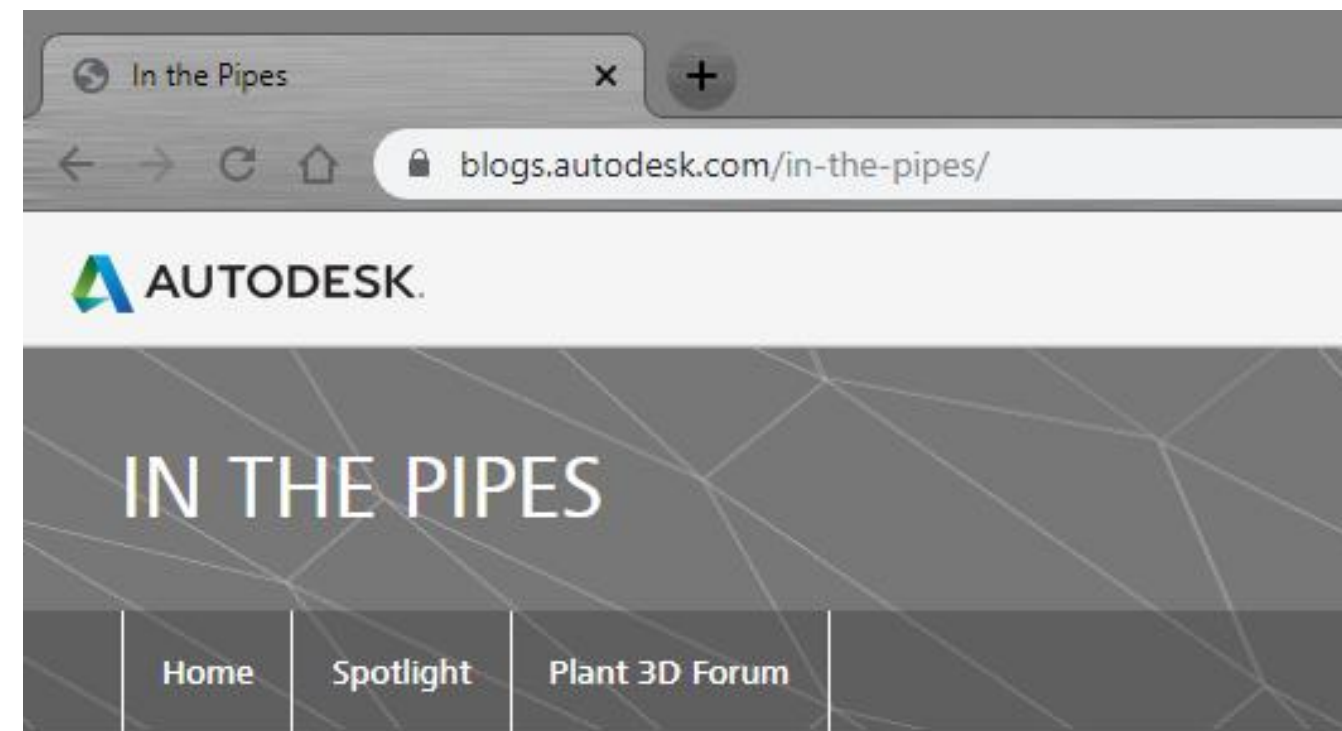 In the Pipes
blogs.autodesk.com/in-the-pipes/
AUTODESK.
IN THE PIPES
Home Spotlight Plant 3D Forum